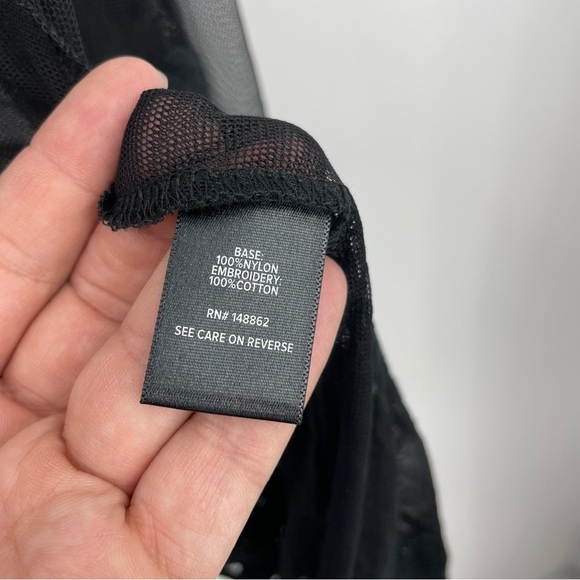 BASE:
100%NYLON
EMBROIDERY:
100%COTTON
RN# 148862
SEE CARE ON REVERSE